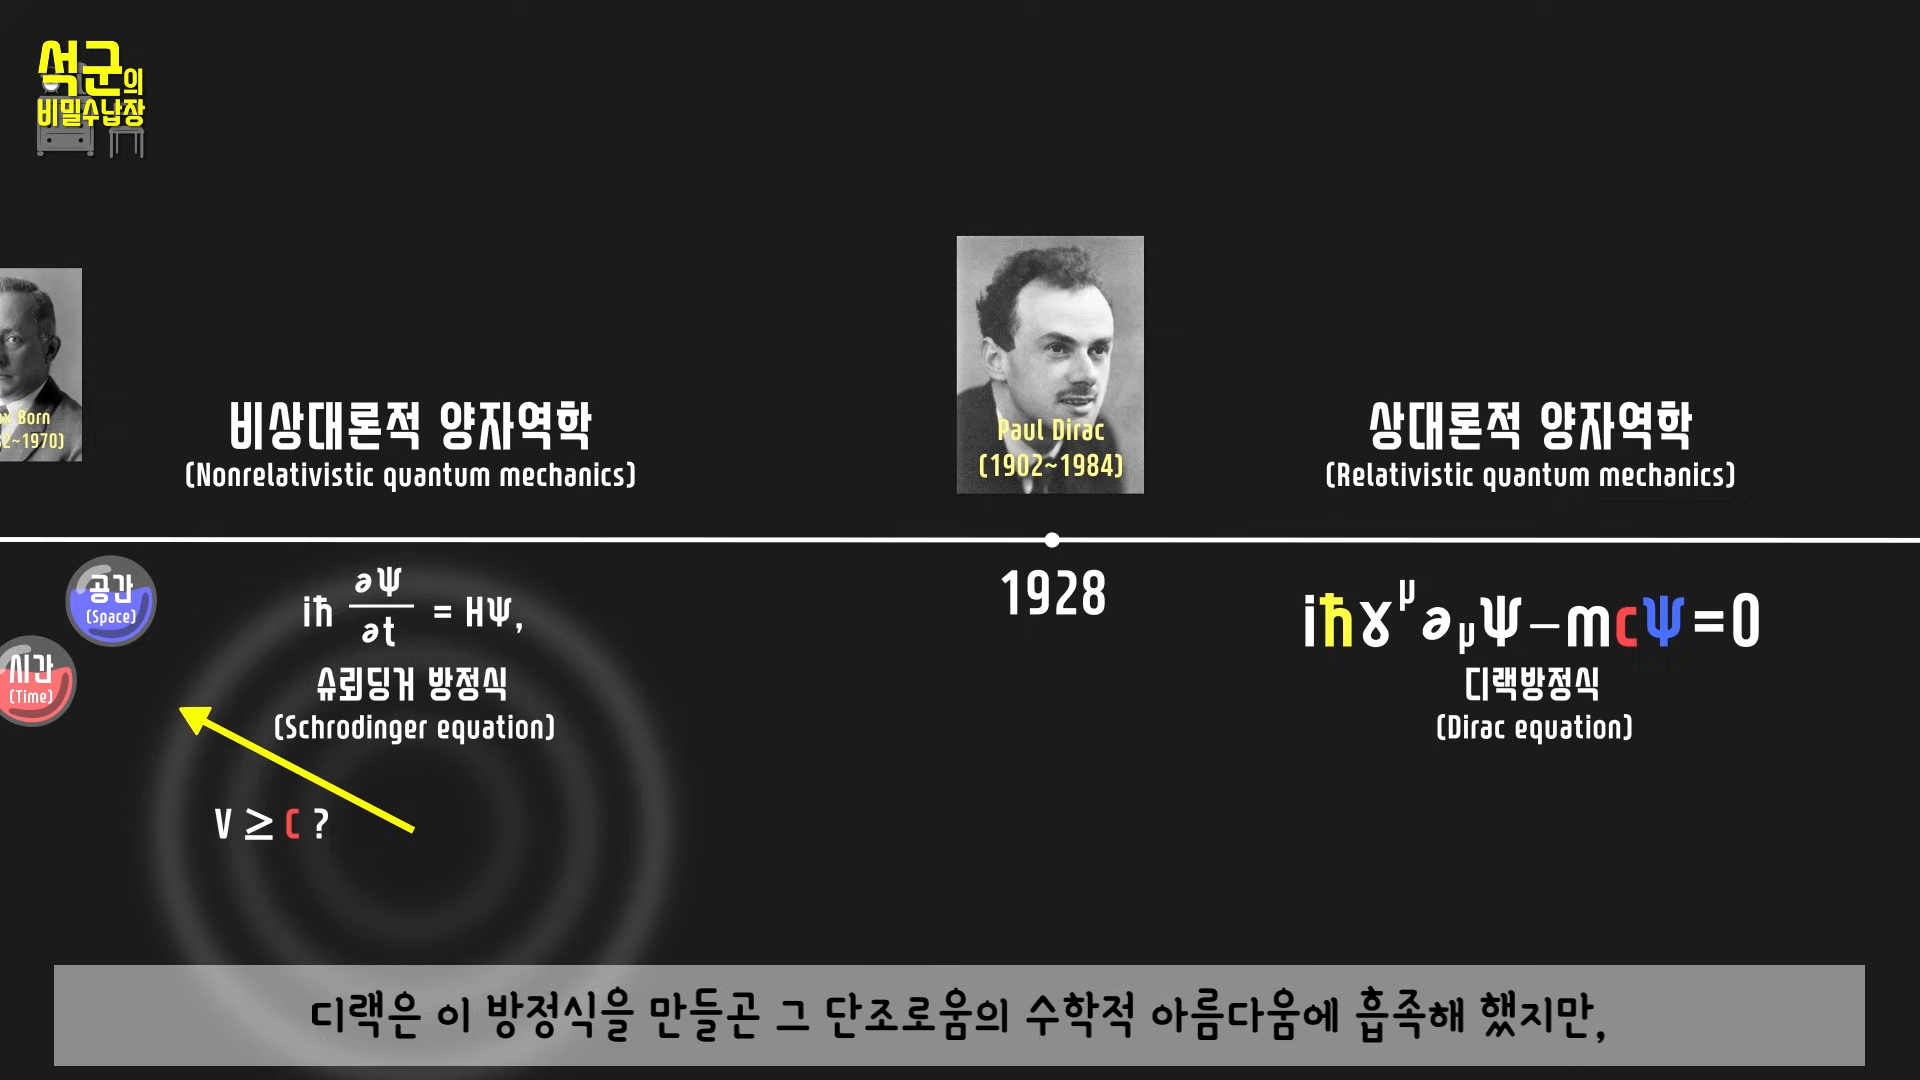 석군의
비밀수납장
Born
2~1970)
비상대론적 양자역학
(Nonrelativistic quantum mechanics)
Paul Dirac
(1902~1984)
상대론적 양자역학
(Relativistic quantum mechanics)
공간
(Space)
시간
(Time)
iħ ∂Ψ/∂t = HΨ,
슈뢰딩거 방정식
(Schrodinger equation)
V ≥ c ?
1928
iħγ^μ∂_μΨ−mcΨ=0
디랙방정식
(Dirac equation)
디랙은 이 방정식을 만들곤 그 단조로움의 수학적 아름다움에 흡족해 했지만,